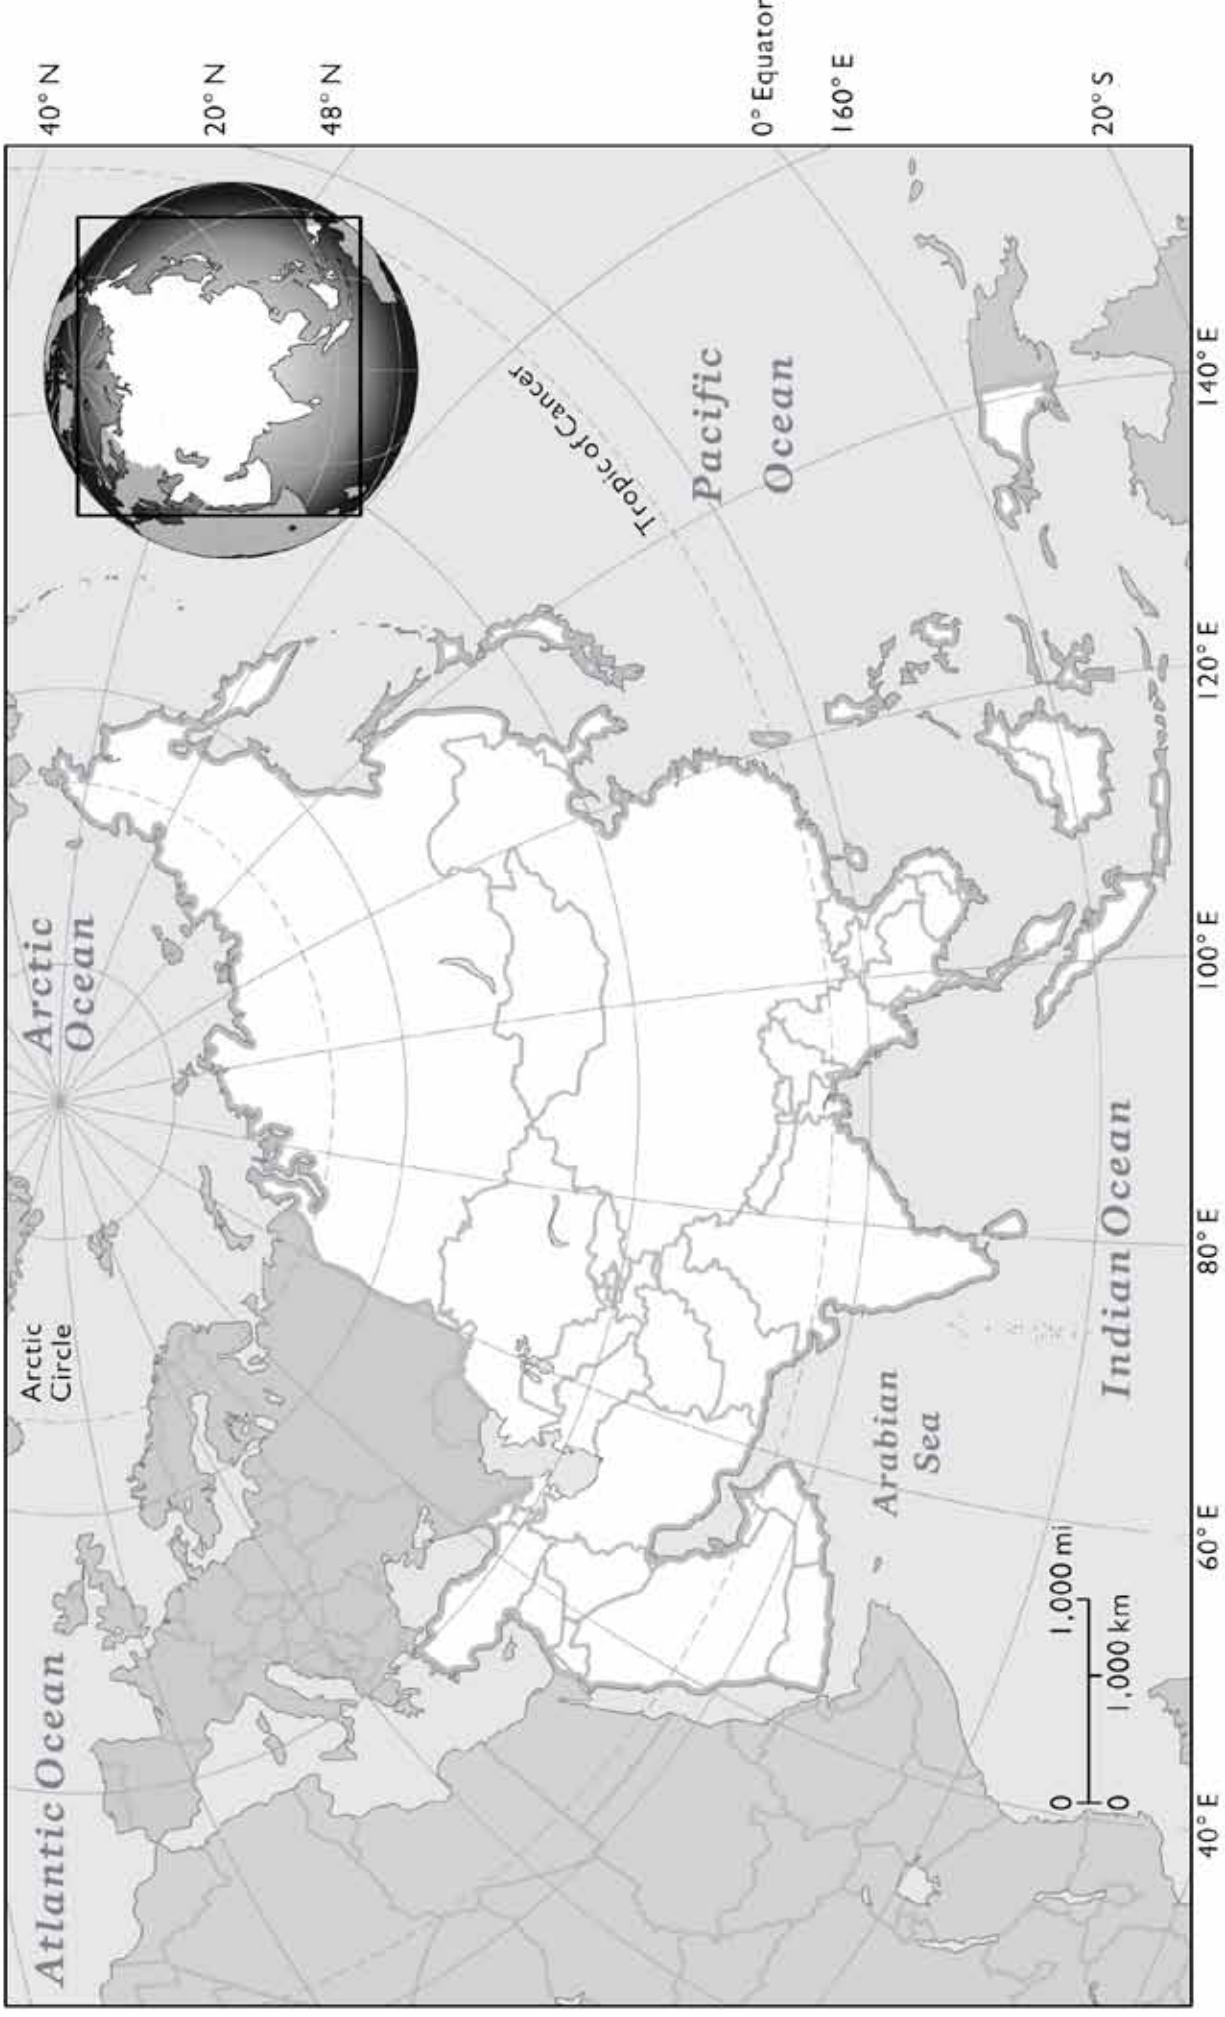 Atlantic Ocean
Arctic
Circle
Arctic
Ocean
40° N
20° N
48° N
Tropic of Cancer
Pacific
Ocean
0° Equator
160° E
Arabian
Sea
Indian Ocean
20° S
1,000 mi
0
0
1,000 km
40° E
60° E
80° E
100° E
120° E
140° E